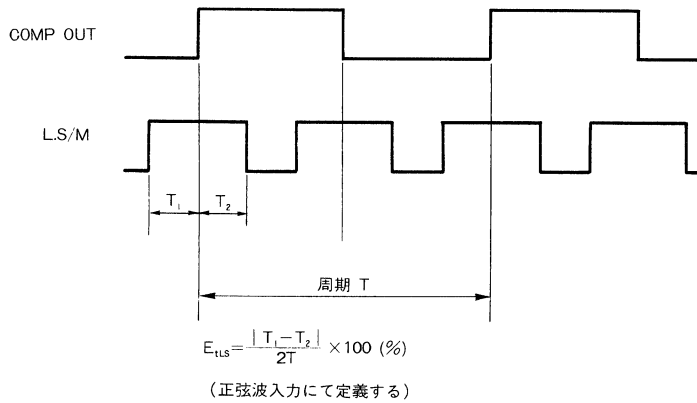 COMP OUT
L.S/M
T₁ T₂
周期 T
E_tLS = |T₁−T₂| / 2T ×100 (%)
(正弦波入力にて定義する)